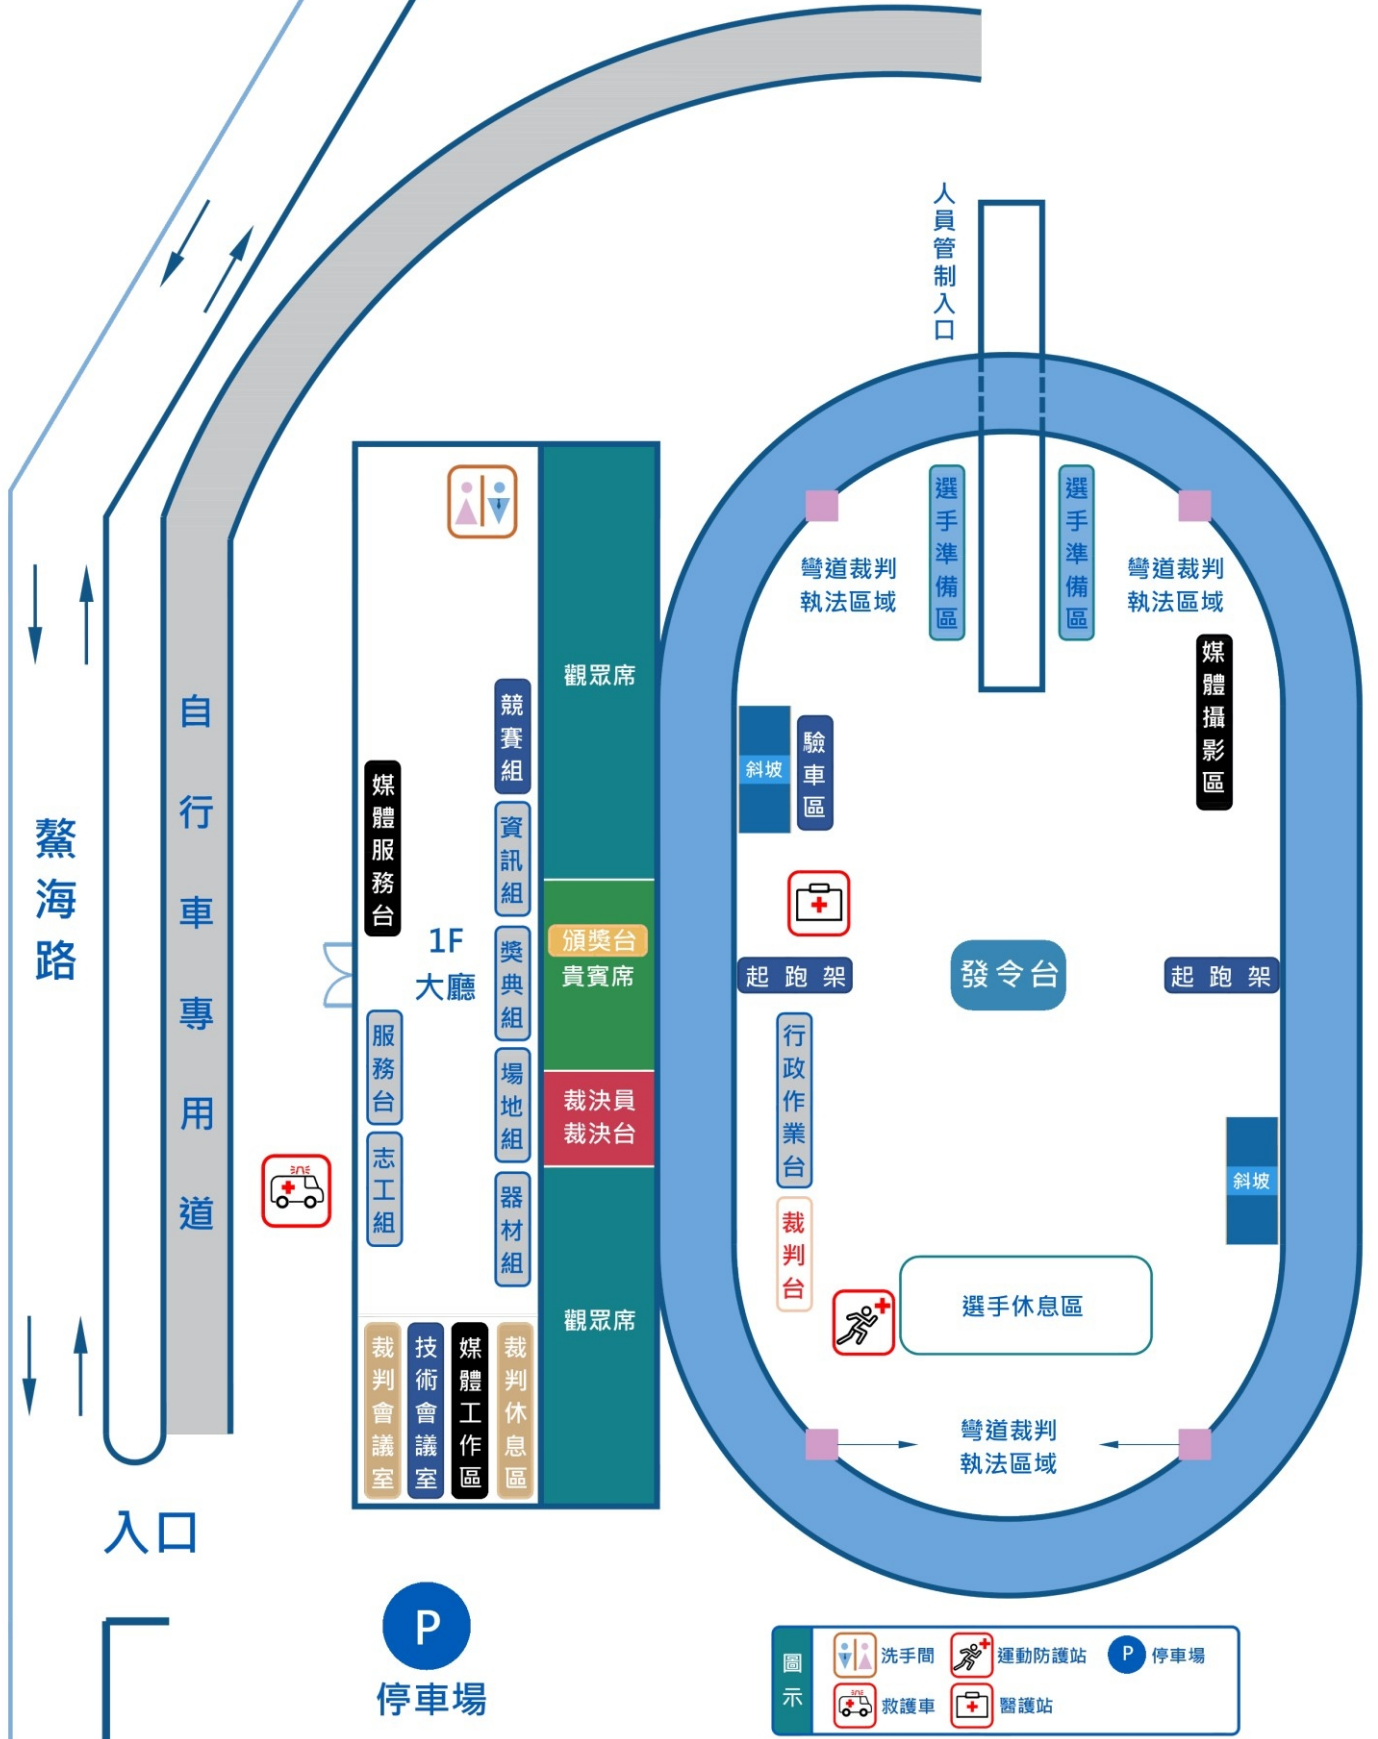 人員管制入口
選手準備區
選手準備區
彎道裁判
執法區域
彎道裁判
執法區域
媒體攝影區
觀眾席
自行車專用道
競賽組
驗車區
斜坡
媒體服務台
資訊組
鰲海路
1F
大廳
獎典組
頒獎台
貴賓席
起跑架
發令台
起跑架
服務台
場地組
裁決員
裁決台
行政作業台
志工組
器材組
斜坡
裁判台
觀眾席
選手休息區
裁判會議室
技術會議室
媒體工作區
裁判休息區
彎道裁判
執法區域
入口
P
停車場
圖示
洗手間
運動防護站
P
停車場
救護車
醫護站